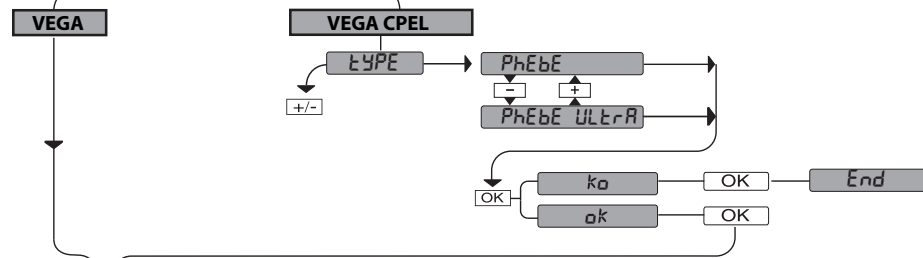 VEGA
VEGA CPEL
tYPE
PhEbE
+/-
-
+
PhEbE ULtrA
OK
ko
OK
End
ok
OK